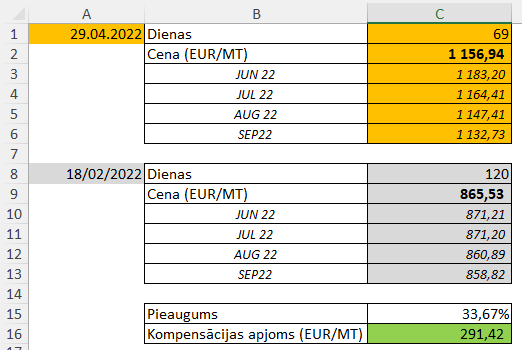 A B C
1 29.04.2022 Dienas 69
2 Cena (EUR/MT) 1 156,94
3 JUN 22 1 183,20
4 JUL 22 1 164,41
5 AUG 22 1 147,41
6 SEP22 1 132,73
7
8 18/02/2022 Dienas 120
9 Cena (EUR/MT) 865,53
10 JUN 22 871,21
11 JUL 22 871,20
12 AUG 22 860,89
13 SEP22 858,82
14
15 Pieaugums 33,67%
16 Kompensācijas apjoms (EUR/MT) 291,42